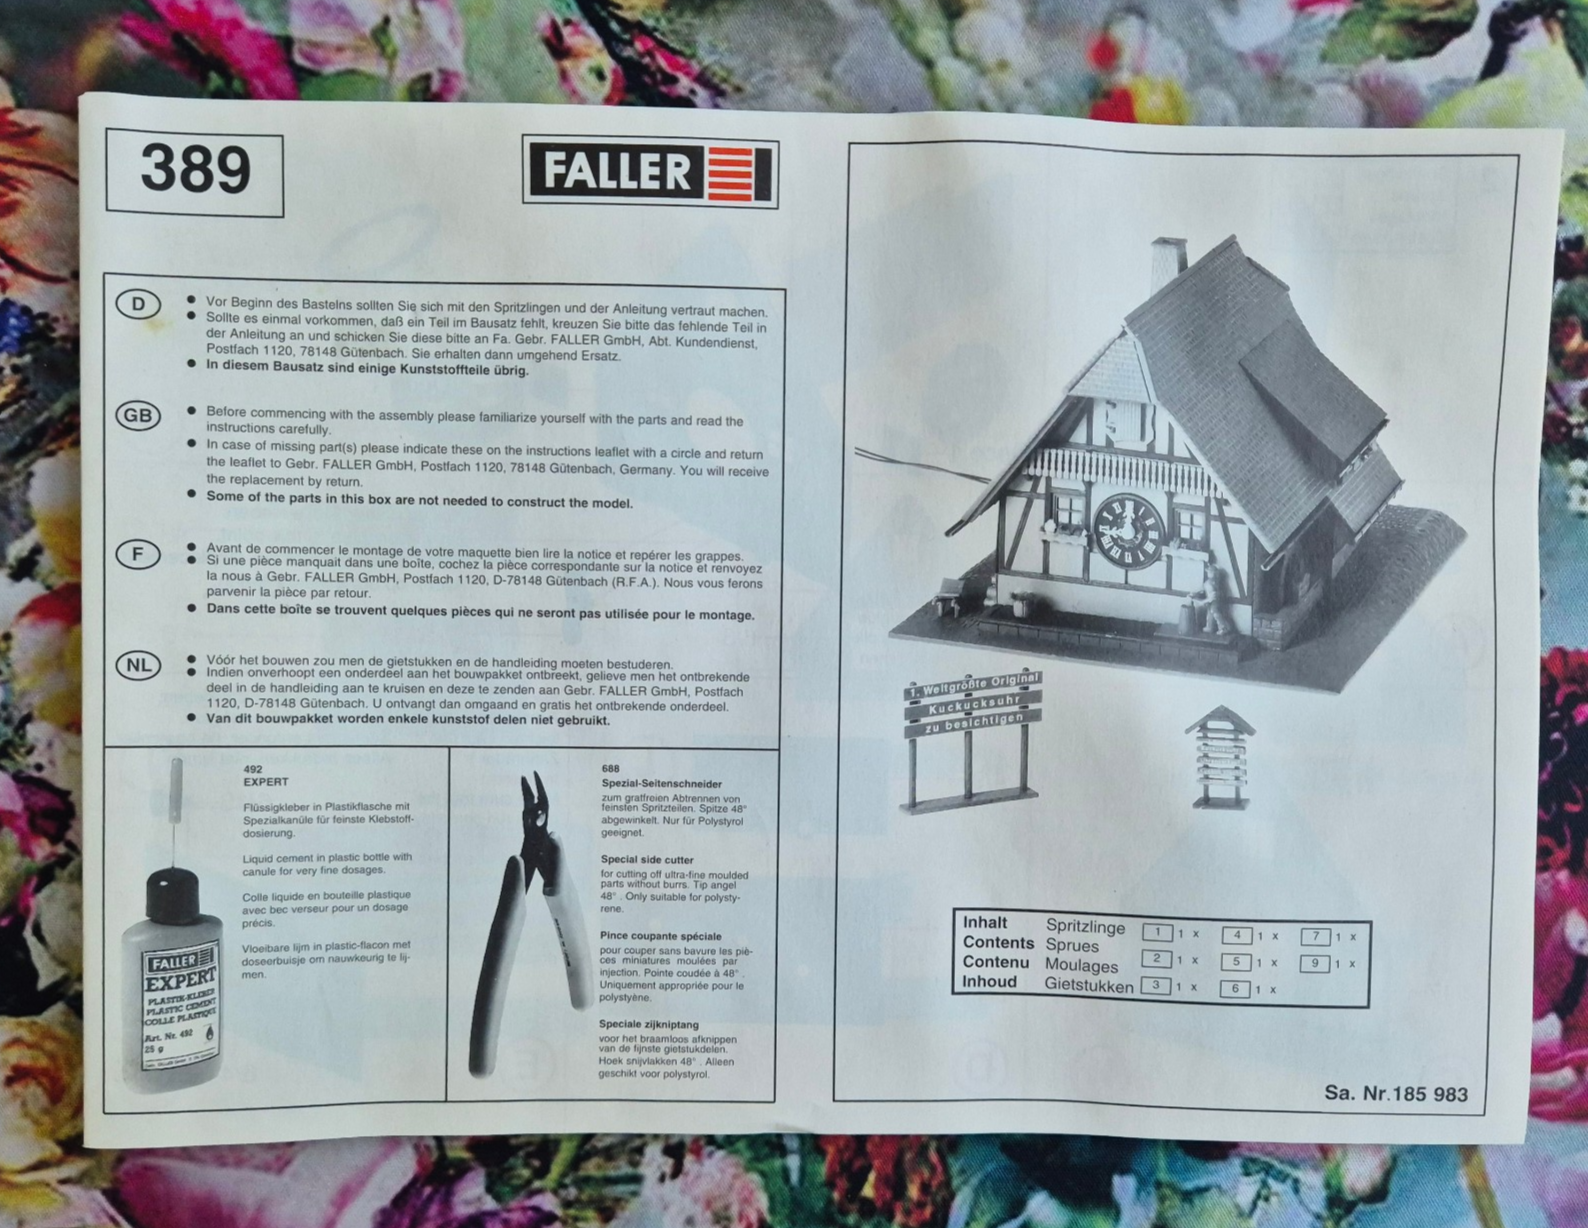 389
FALLER
D
● Vor Beginn des Bastelns sollten Sie sich mit den Spritzlingen und der Anleitung vertraut machen.
● Sollte es einmal vorkommen, daß ein Teil im Bausatz fehlt, kreuzen Sie bitte das fehlende Teil in
der Anleitung an und schicken Sie diese bitte an Fa. Gebr. FALLER GmbH, Abt. Kundendienst,
Postfach 1120, 78148 Gütenbach. Sie erhalten dann umgehend Ersatz.
● In diesem Bausatz sind einige Kunststoffteile übrig.
GB
● Before commencing with the assembly please familiarize yourself with the parts and read the
instructions carefully.
● In case of missing part(s) please indicate these on the instructions leaflet with a circle and return
the leaflet to Gebr. FALLER GmbH, Postfach 1120, 78148 Gütenbach, Germany. You will receive
the replacement by return.
● Some of the parts in this box are not needed to construct the model.
F
● Avant de commencer le montage de votre maquette bien lire la notice et repérer les grappes.
● Si une pièce manquait dans une boîte, cochez la pièce correspondante sur la notice et renvoyez
la nous à Gebr. FALLER GmbH, Postfach 1120, D-78148 Gütenbach (R.F.A.). Nous vous ferons
parvenir la pièce par retour.
● Dans cette boîte se trouvent quelques pièces qui ne seront pas utilisée pour le montage.
NL
● Vóór het bouwen zou men de gietstukken en de handleiding moeten bestuderen.
● Indien onverhoopt een onderdeel aan het bouwpakket ontbreekt, gelieve men het ontbrekende
deel in de handleiding aan te kruisen en deze te zenden aan Gebr. FALLER GmbH, Postfach
1120, D-78148 Gütenbach. U ontvangt dan omgaand en gratis het ontbrekende onderdeel.
● Van dit bouwpakket worden enkele kunststof delen niet gebruikt.
492
EXPERT
Flüssigkleber in Plastikflasche mit
Spezialkanüle für feinste Klebstoff-
dosierung.
Liquid cement in plastic bottle with
canule for very fine dosages.
Colle liquide en bouteille plastique
avec bec verseur pour un dosage
précis.
Vloeibare lijm in plastic-flacon met
doseerbuisje om nauwkeurig te lij-
men.
FALLER
EXPERT
PLASTIK-KLEBER
PLASTIC CEMENT
COLLE PLASTIQUE
Art. Nr. 492
25 g
688
Spezial-Seitenschneider
zum gratfreien Abtrennen von
feinsten Spritzteilen. Spitze 48°
abgewinkelt. Nur für Polystyrol
geeignet.
Special side cutter
for cutting off ultra-fine moulded
parts without burrs. Tip angel
48° . Only suitable for polysty-
rene.
Pince coupante spéciale
pour couper sans bavure les piè-
ces miniatures moulées par
injection. Pointe coudée à 48° .
Uniquement appropriée pour le
polystyène.
Speciale zijkniptang
voor het braamloos afknippen
van de fijnste gietstukdelen.
Hoek snijvlakken 48° . Alleen
geschikt voor polystyrol.
1. Weltgrößte Original
Kuckucksuhr
zu besichtigen
Inhalt Spritzlinge 1 1 x 4 1 x 7 1 x
Contents Sprues 2 1 x 5 1 x 9 1 x
Contenu Moulages 3 1 x 6 1 x
Inhoud Gietstukken
Sa. Nr.185 983